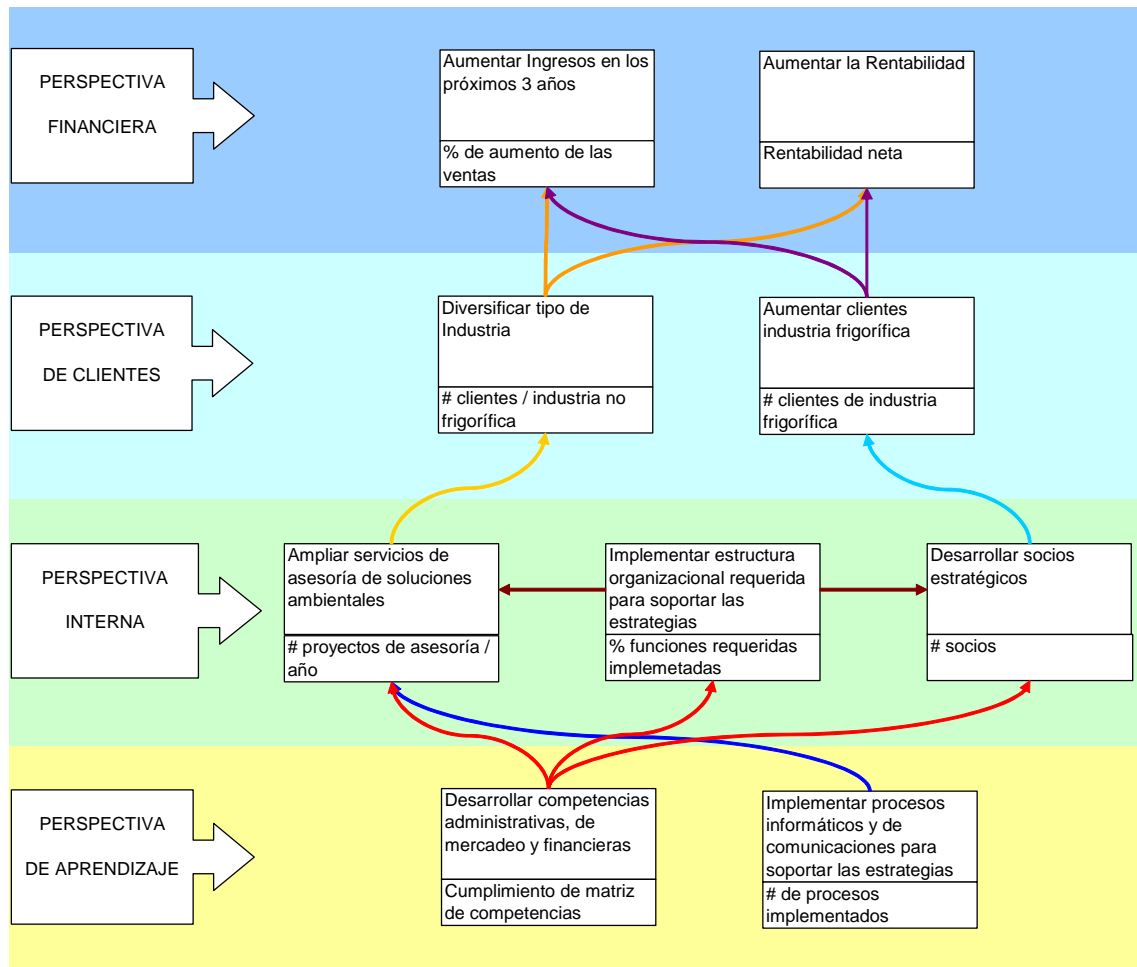 PERSPECTIVA
FINANCIERA
Aumentar Ingresos en los
próximos 3 años
% de aumento de las
ventas
Aumentar la Rentabilidad
Rentabilidad neta
PERSPECTIVA
DE CLIENTES
Diversificar tipo de
Industria
# clientes / industria no
frigorífica
Aumentar clientes
industria frigorífica
# clientes de industria
frigorífica
PERSPECTIVA
INTERNA
Ampliar servicios de
asesoría de soluciones
ambientales
# proyectos de asesoría /
año
Implementar estructura
organizacional requerida
para soportar las
estrategias
% funciones requeridas
implemetadas
Desarrollar socios
estratégicos
# socios
PERSPECTIVA
DE APRENDIZAJE
Desarrollar competencias
administrativas, de
mercadeo y financieras
Cumplimiento de matriz
de competencias
Implementar procesos
informáticos y de
comunicaciones para
soportar las estrategias
# de procesos
implementados